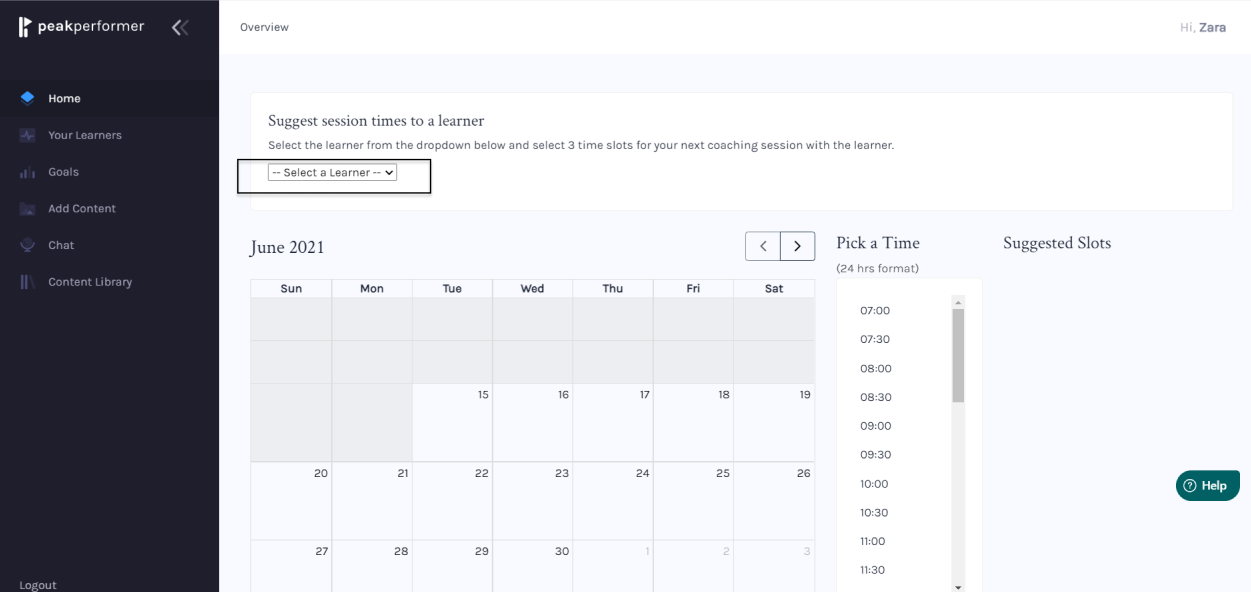 peakperformer
Overview
Hi, Zara
Home
Your Learners
Goals
Add Content
Chat
Content Library
Logout
Suggest session times to a learner
Select the learner from the dropdown below and select 3 time slots for your next coaching session with the learner.
-- Select a Learner --
June 2021
Sun Mon Tue Wed Thu Fri Sat
15 16 17 18 19
20 21 22 23 24 25 26
27 28 29 30 1 2 3
Pick a Time
(24 hrs format)
07:00
07:30
08:00
08:30
09:00
09:30
10:00
10:30
11:00
11:30
Suggested Slots
? Help